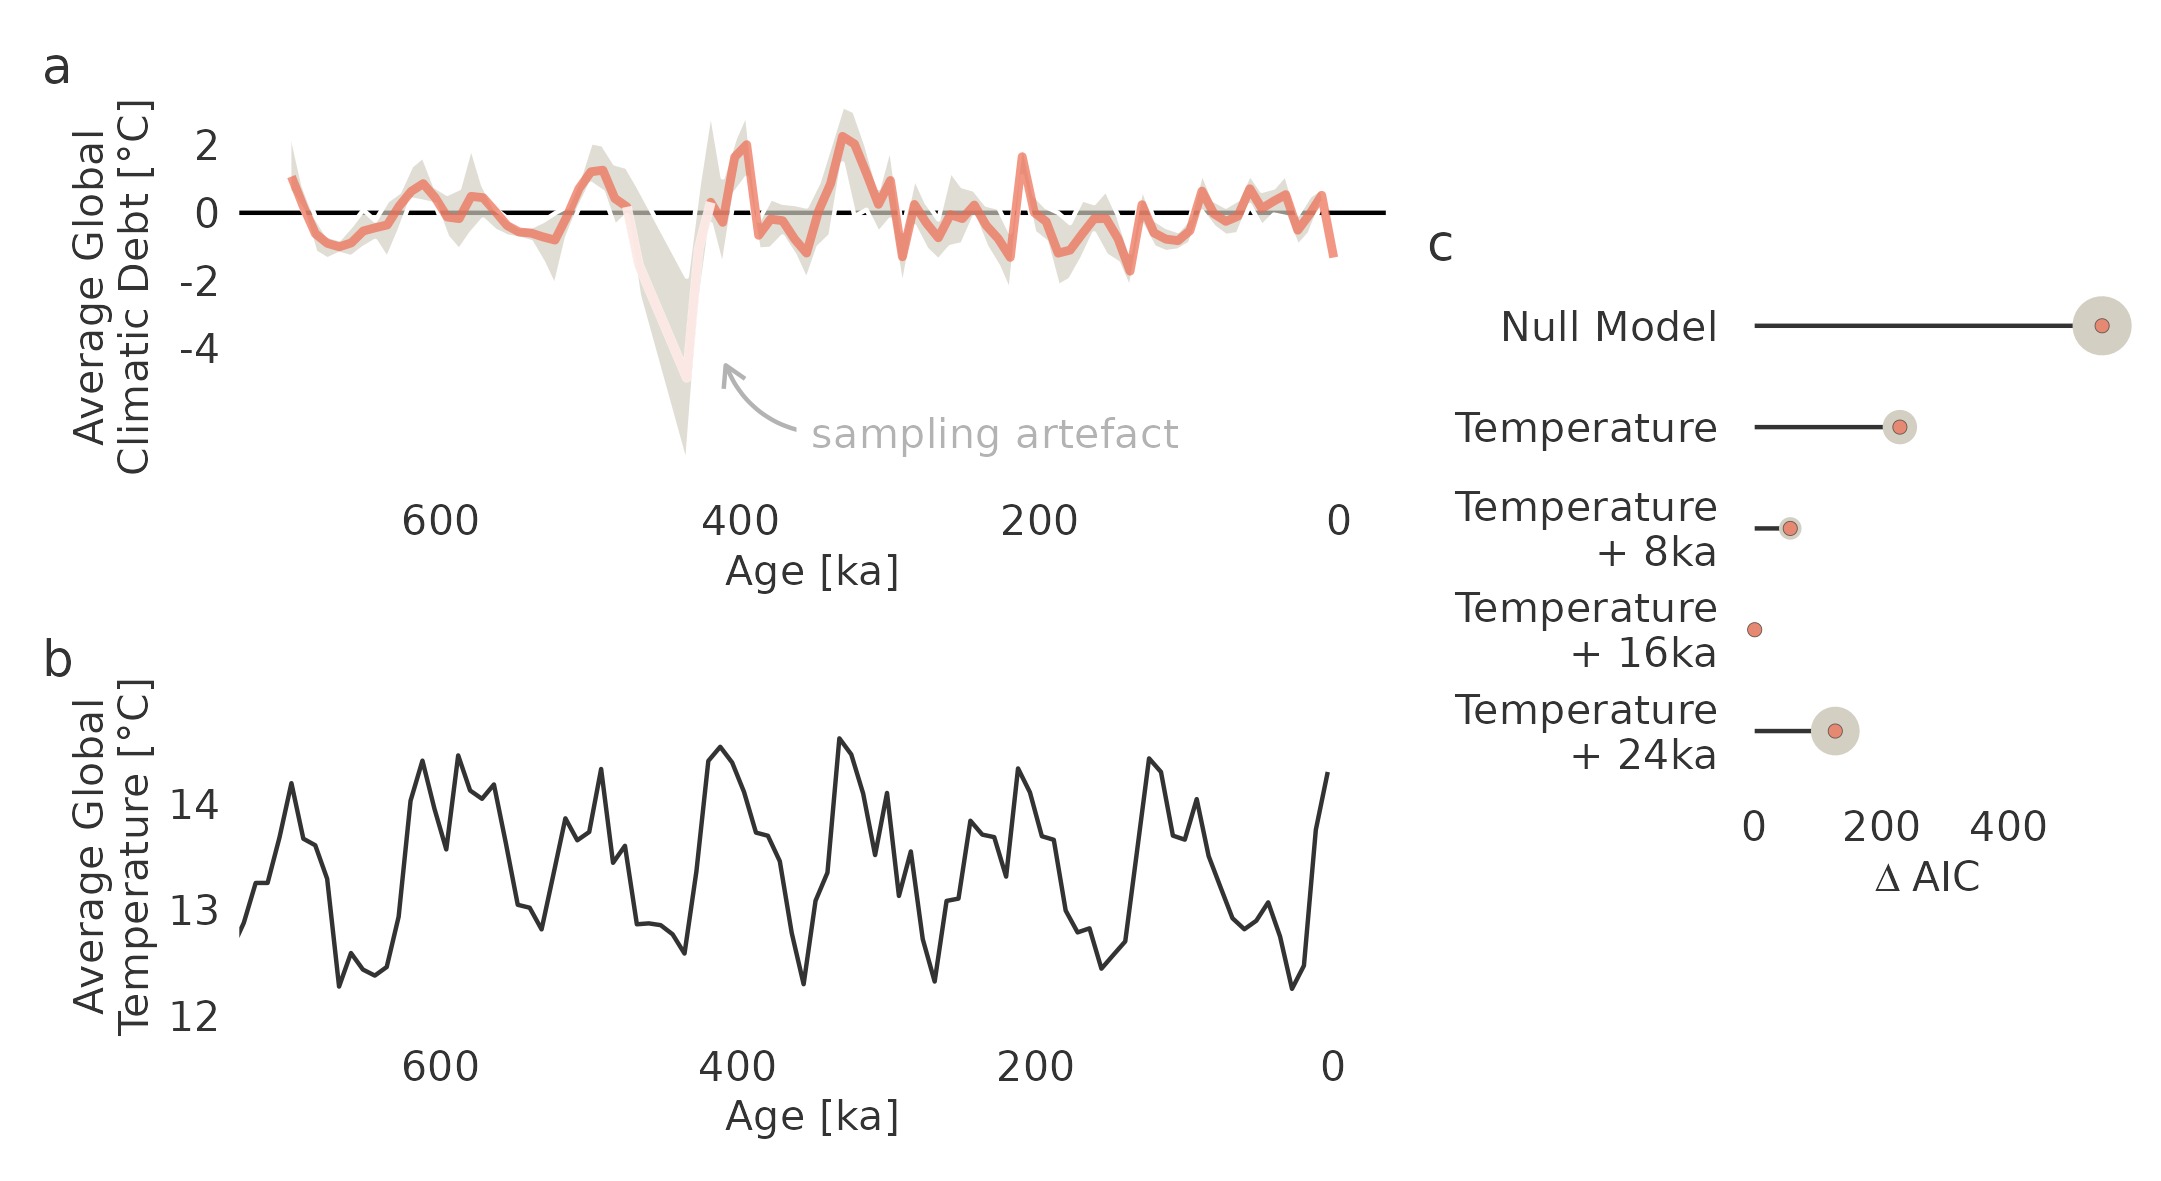 a
Average Global
Climatic Debt [°C]
2
0
-2
-4
sampling artefact
600 400 200 0
Age [ka]
b
Average Global
Temperature [°C]
14
13
12
600 400 200 0
Age [ka]
c
Null Model
Temperature
Temperature
+ 8ka
Temperature
+ 16ka
Temperature
+ 24ka
0 200 400
Δ AIC